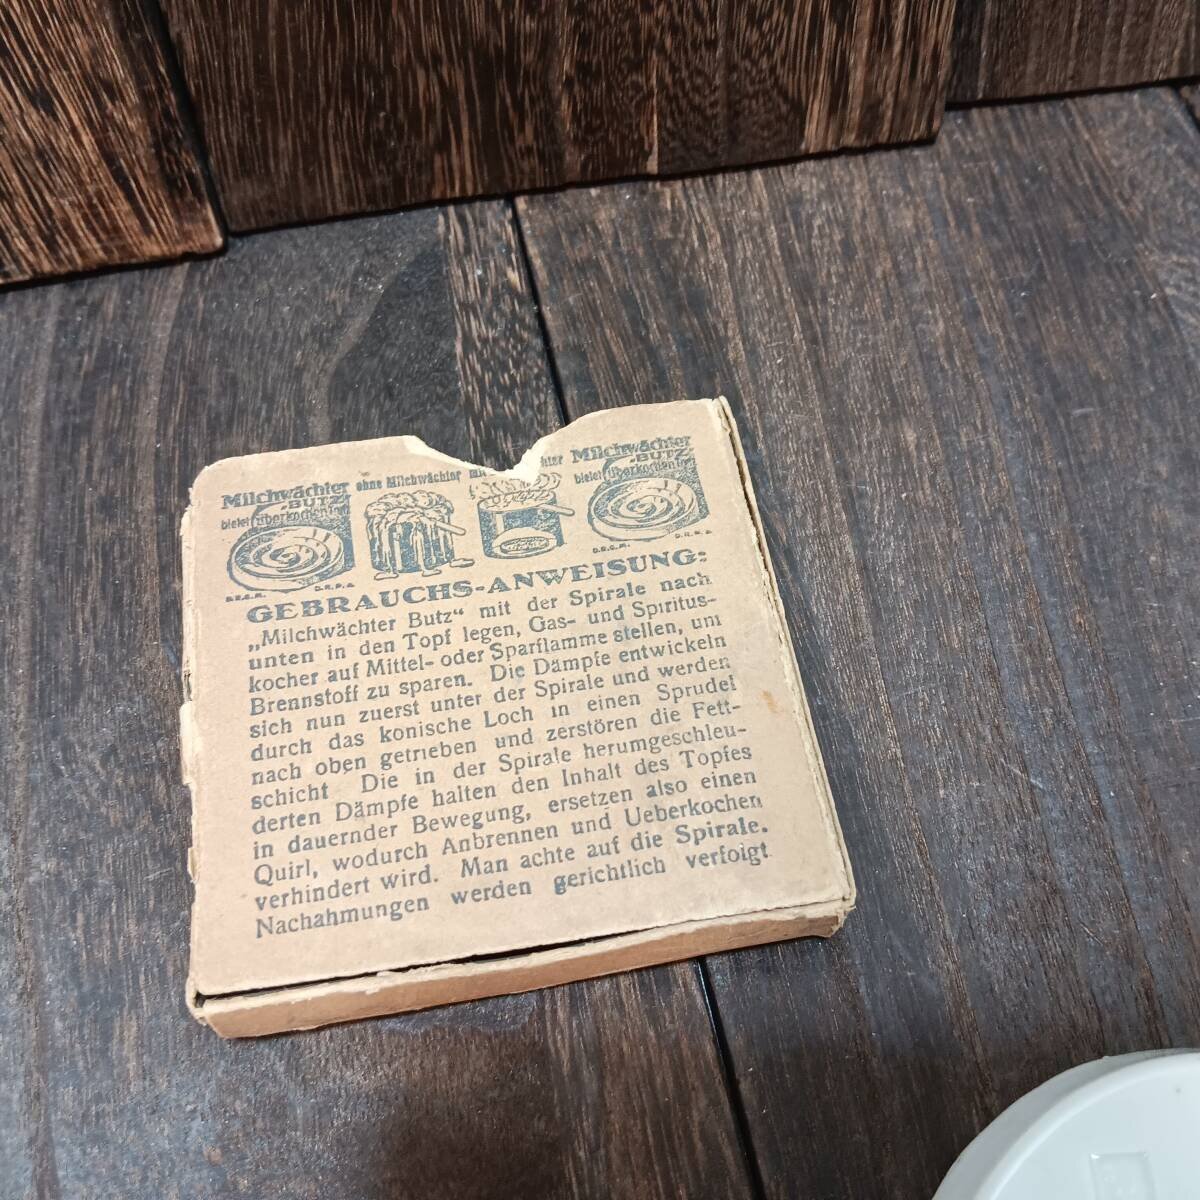 Milchwächter
BUTZ
bietet überkochen
D.R.G.M.
D.R.P.a.
ohne Milchwächter
Milchwächter
BUTZ
bietet überkochen
D.R.G.M.
D.R.P.a.
GEBRAUCHS-ANWEISUNG:
„Milchwächter Butz“ mit der Spirale nach
unten in den Topf legen, Gas- und Spiritus-
kocher auf Mittel- oder Sparflamme stellen, um
Brennstoff zu sparen. Die Dämpfe entwickeln
sich nun zuerst unter der Spirale und werden
durch das konische Loch in einen Sprudel
nach oben getrieben und zerstören die Fett-
schicht Die in der Spirale herumgeschleu-
derten Dämpfe halten den Inhalt des Topfes
in dauernder Bewegung, ersetzen also einen
Quirl, wodurch Anbrennen und Ueberkochen
verhindert wird. Man achte auf die Spirale.
Nachahmungen werden gerichtlich verfolgt